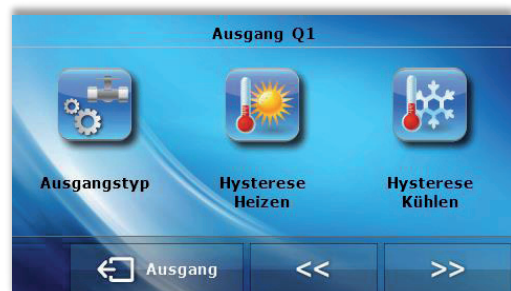 Ausgang Q1
Ausgangstyp
Hysterese
Heizen
Hysterese
Kühlen
Ausgang
<<
>>